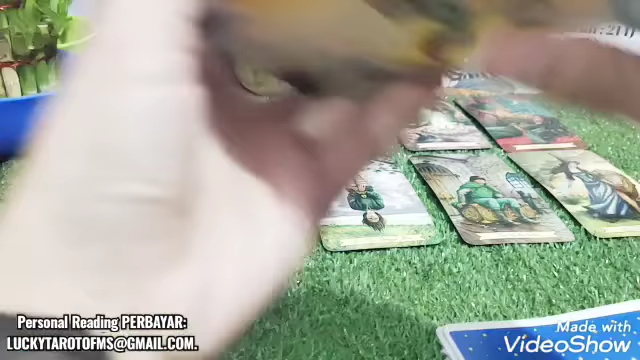 Personal Reading PERBAYAR:
LUCKYTAROTOFMS@GMAIL.COM.
Made with
VideoShow